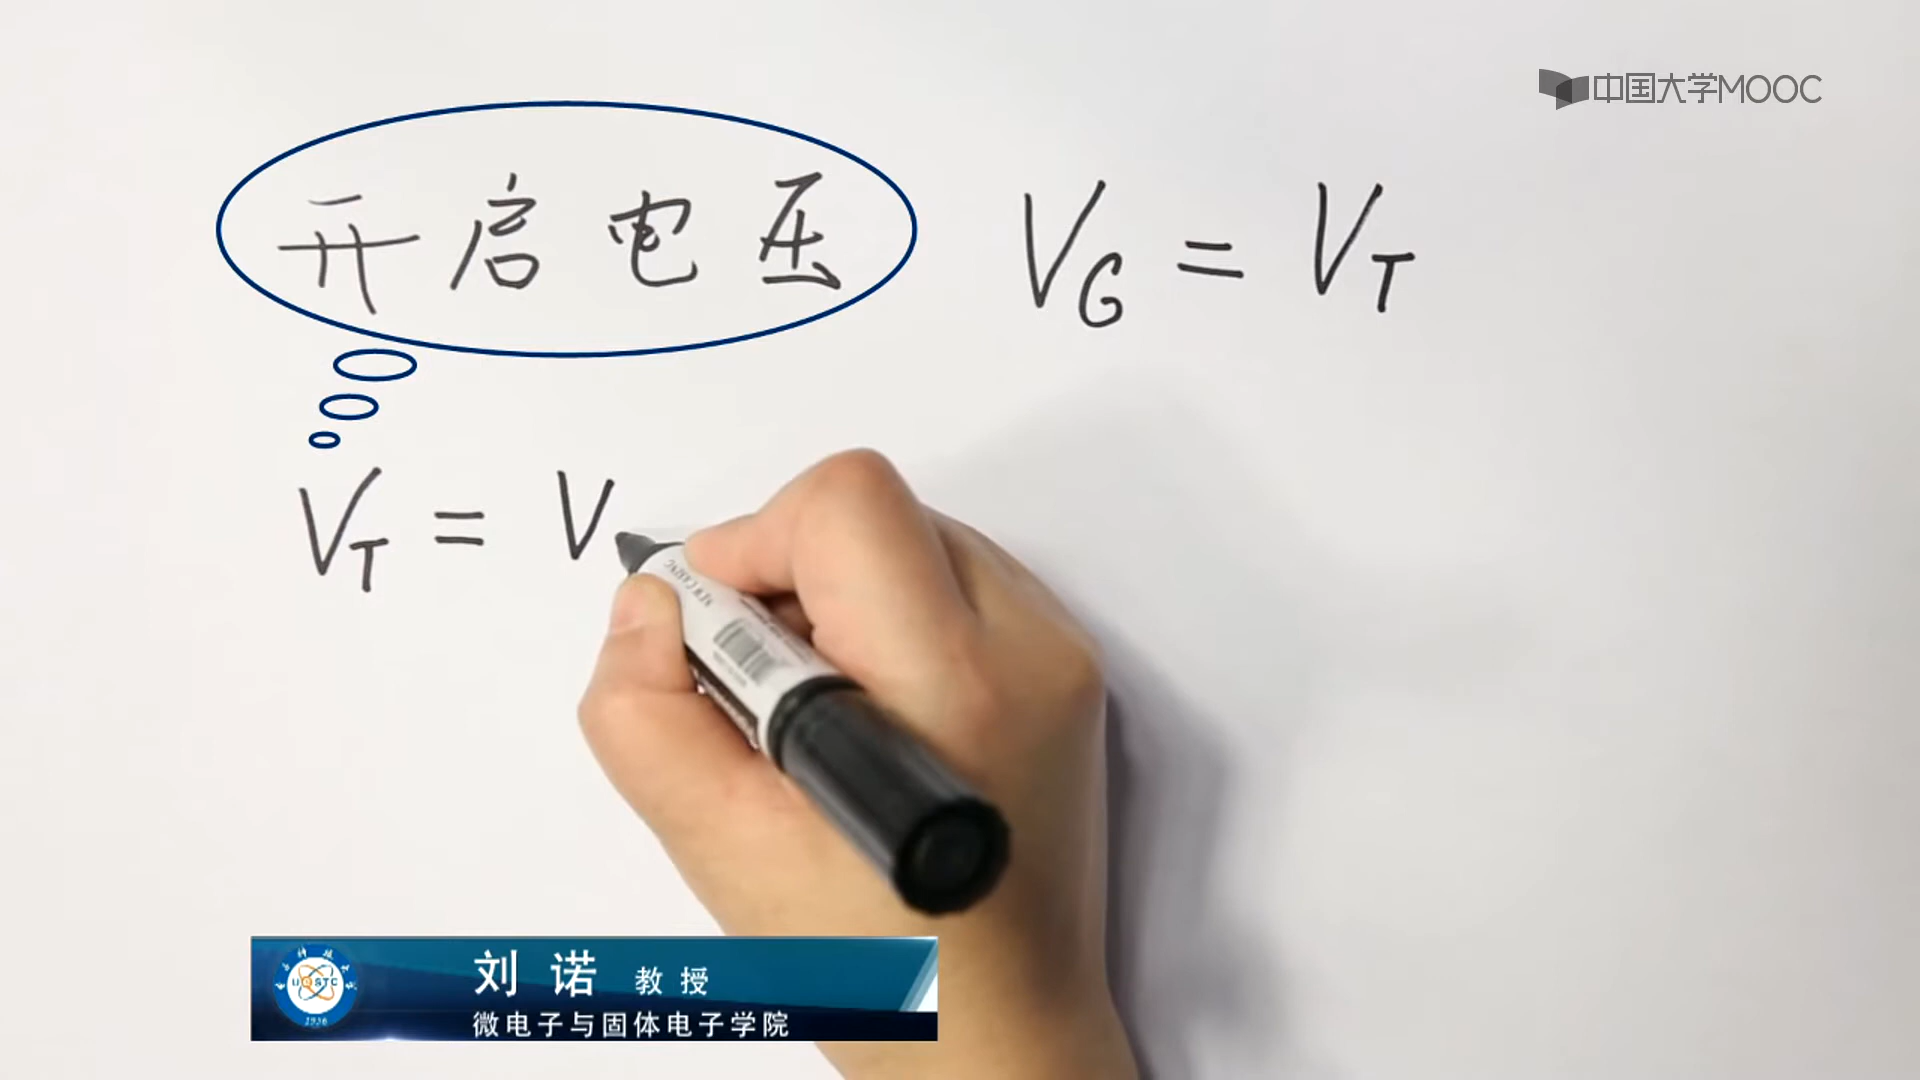 中国大学MOOC
开启电压 V_G = V_T
V_T = V
刘 诺 教授
微电子与固体电子学院